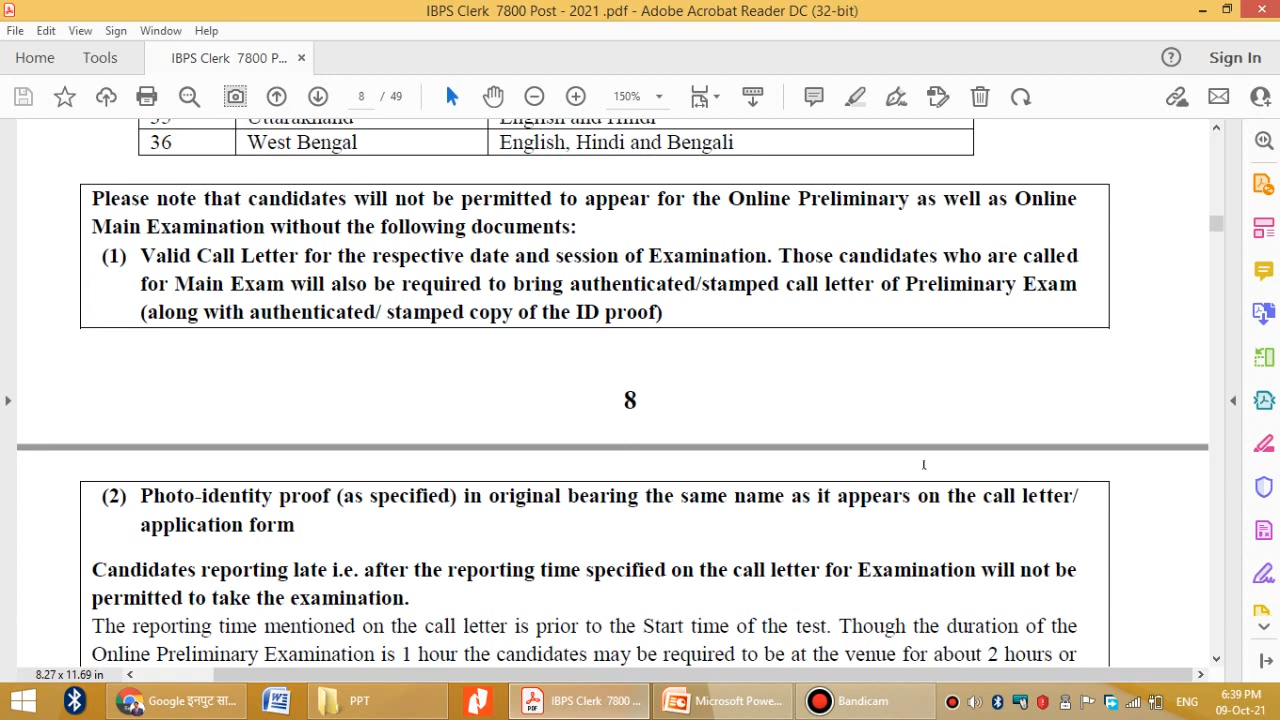 IBPS Clerk 7800 Post - 2021 .pdf - Adobe Acrobat Reader DC (32-bit)
File Edit View Sign Window Help
Home Tools IBPS Clerk 7800 P... × Sign In
8 / 49 150%
35 Uttarakhand English and Hindi
36 West Bengal English, Hindi and Bengali
Please note that candidates will not be permitted to appear for the Online Preliminary as well as Online
Main Examination without the following documents:
(1) Valid Call Letter for the respective date and session of Examination. Those candidates who are called
for Main Exam will also be required to bring authenticated/stamped call letter of Preliminary Exam
(along with authenticated/ stamped copy of the ID proof)
8
(2) Photo-identity proof (as specified) in original bearing the same name as it appears on the call letter/
application form
Candidates reporting late i.e. after the reporting time specified on the call letter for Examination will not be
permitted to take the examination.
The reporting time mentioned on the call letter is prior to the Start time of the test. Though the duration of the
Online Preliminary Examination is 1 hour the candidates may be required to be at the venue for about 2 hours or
8.27 x 11.69 in
Google इनपुट सा... PPT IBPS Clerk 7800 ... Microsoft Powe... Bandicam ENG 6:39 PM
09-Oct-21